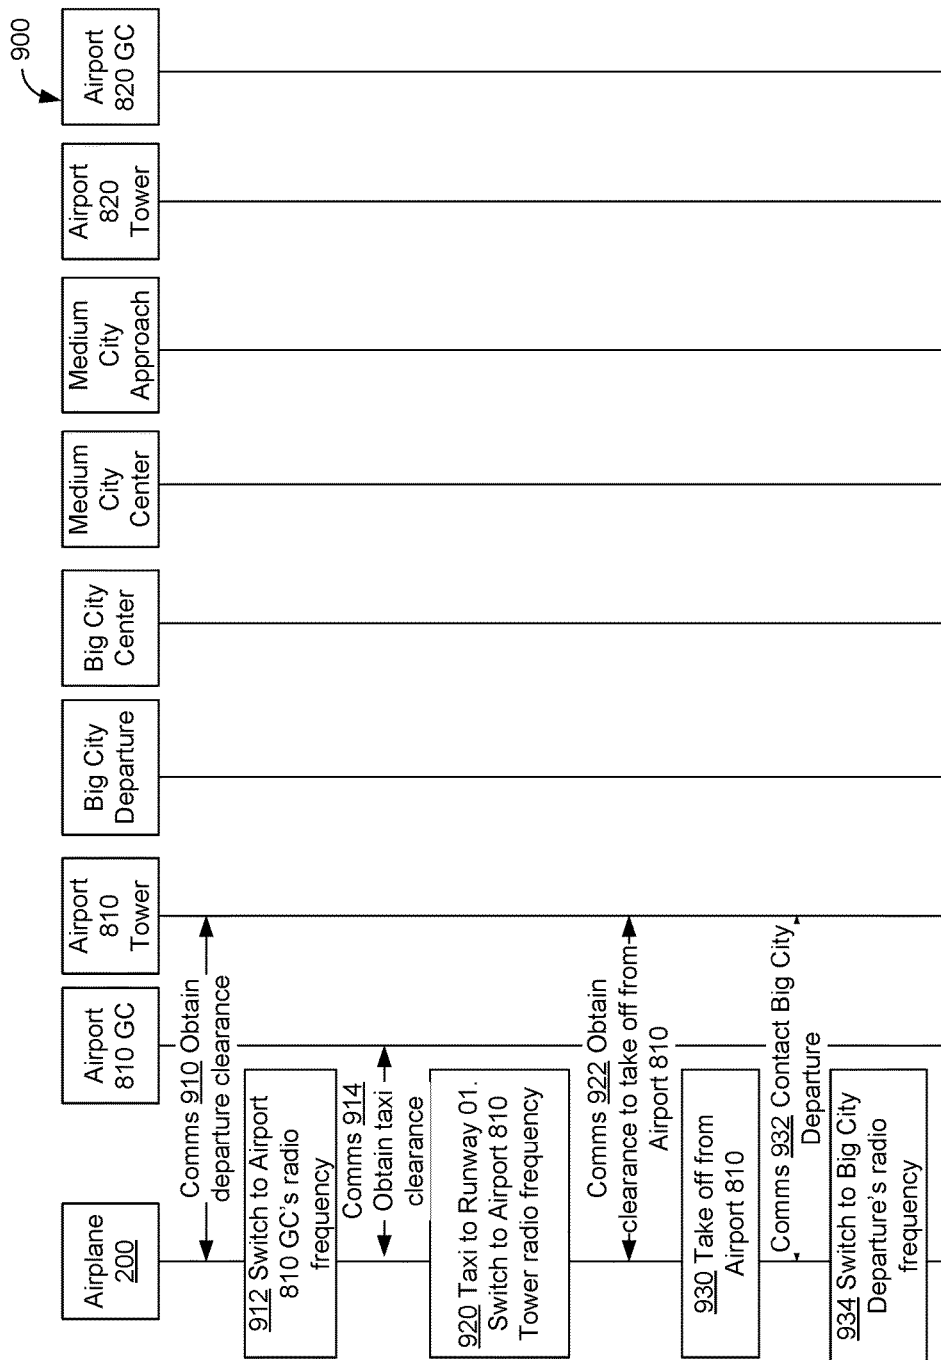 900
Airplane
200
Airport
810 GC
Airport
810
Tower
Big City
Departure
Big City
Center
Medium
City
Center
Medium
City
Approach
Airport
820
Tower
Airport
820 GC
Comms 910 Obtain
departure clearance
912 Switch to Airport
810 GC's radio
frequency
Comms 914
Obtain taxi
clearance
920 Taxi to Runway 01.
Switch to Airport 810
Tower radio frequency
Comms 922 Obtain
clearance to take off from
Airport 810
930 Take off from
Airport 810
Comms 932 Contact Big City
Departure
934 Switch to Big City
Departure's radio
frequency